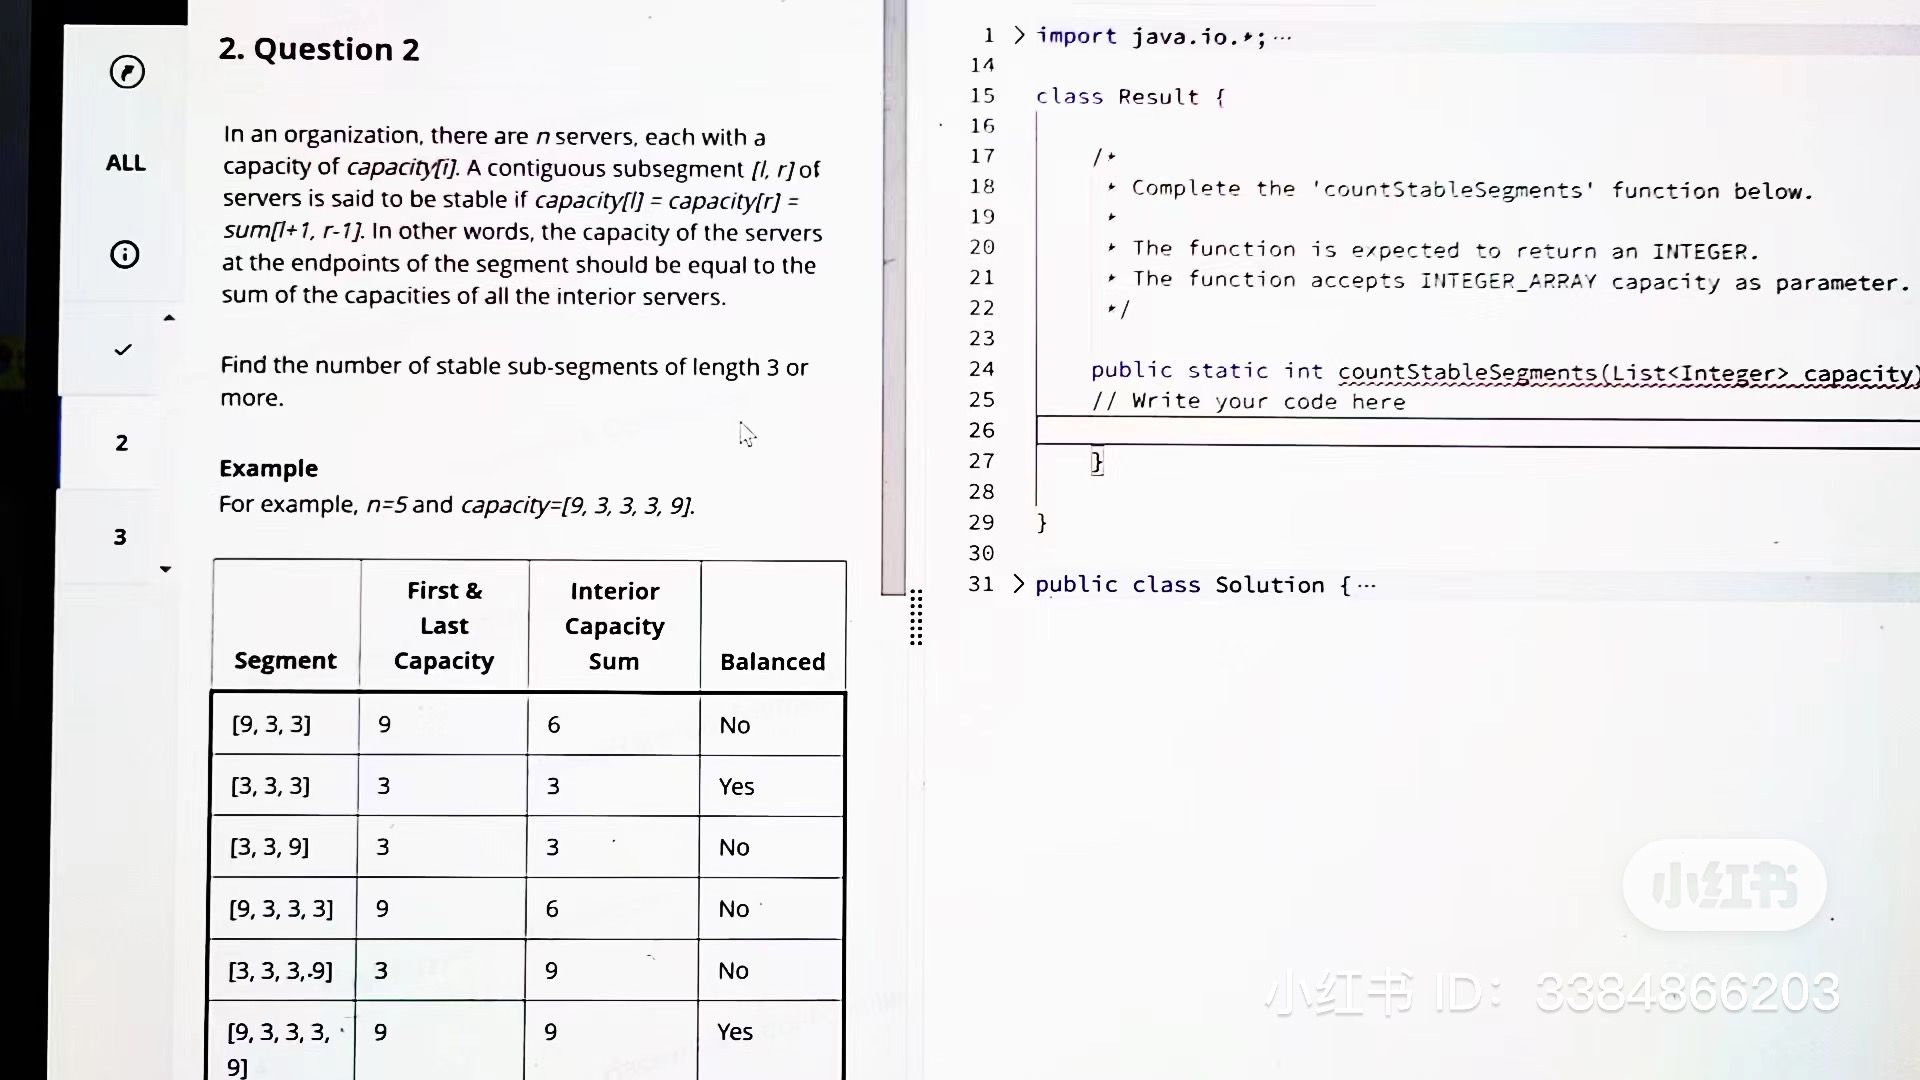 2. Question 2
In an organization, there are n servers, each with a
capacity of capacity[i]. A contiguous subsegment [l, r] of
servers is said to be stable if capacity[l] = capacity[r] =
sum[l+1, r-1]. In other words, the capacity of the servers
at the endpoints of the segment should be equal to the
sum of the capacities of all the interior servers.
Find the number of stable sub-segments of length 3 or
more.
Example
For example, n=5 and capacity=[9, 3, 3, 3, 9].
Segment First & Last Capacity Interior Capacity Sum Balanced
[9, 3, 3] 9 6 No
[3, 3, 3] 3 3 Yes
[3, 3, 9] 3 3 No
[9, 3, 3, 3] 9 6 No
[3, 3, 3, 9] 3 9 No
[9, 3, 3, 3, 9] 9 9 Yes
ALL
2
3
1 > import java.io.*; ...
14
15 class Result {
16
17 /*
18 * Complete the 'countStableSegments' function below.
19 *
20 * The function is expected to return an INTEGER.
21 * The function accepts INTEGER_ARRAY capacity as parameter.
22 */
23
24 public static int countStableSegments(List<Integer> capacity)
25 // Write your code here
26
27 }
28
29 }
30
31 > public class Solution { ...
小红书
小红书 ID: 3384866203